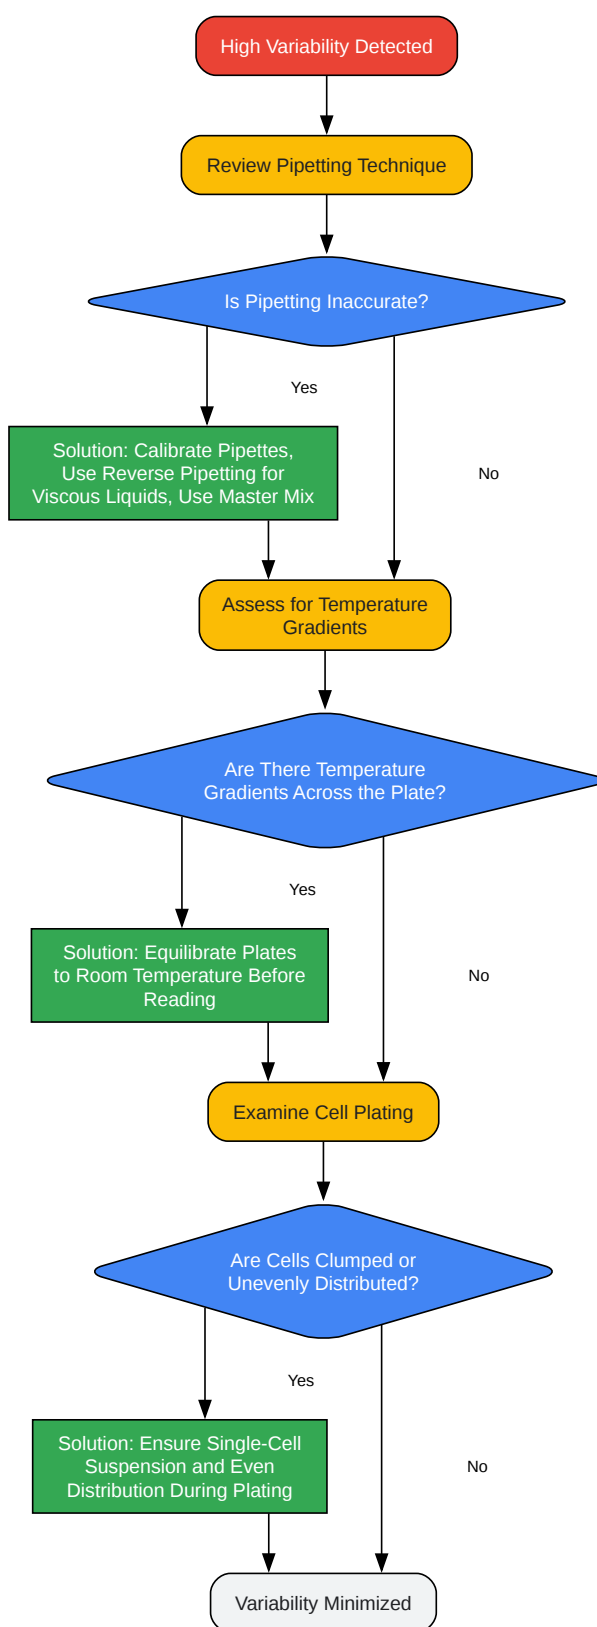 High Variability Detected
Review Pipetting Technique
Is Pipetting Inaccurate?
Yes
Solution: Calibrate Pipettes,
Use Reverse Pipetting for
Viscous Liquids, Use Master Mix
No
Assess for Temperature
Gradients
Are There Temperature
Gradients Across the Plate?
Yes
Solution: Equilibrate Plates
to Room Temperature Before
Reading
No
Examine Cell Plating
Are Cells Clumped or
Unevenly Distributed?
Yes
Solution: Ensure Single-Cell
Suspension and Even
Distribution During Plating
No
Variability Minimized